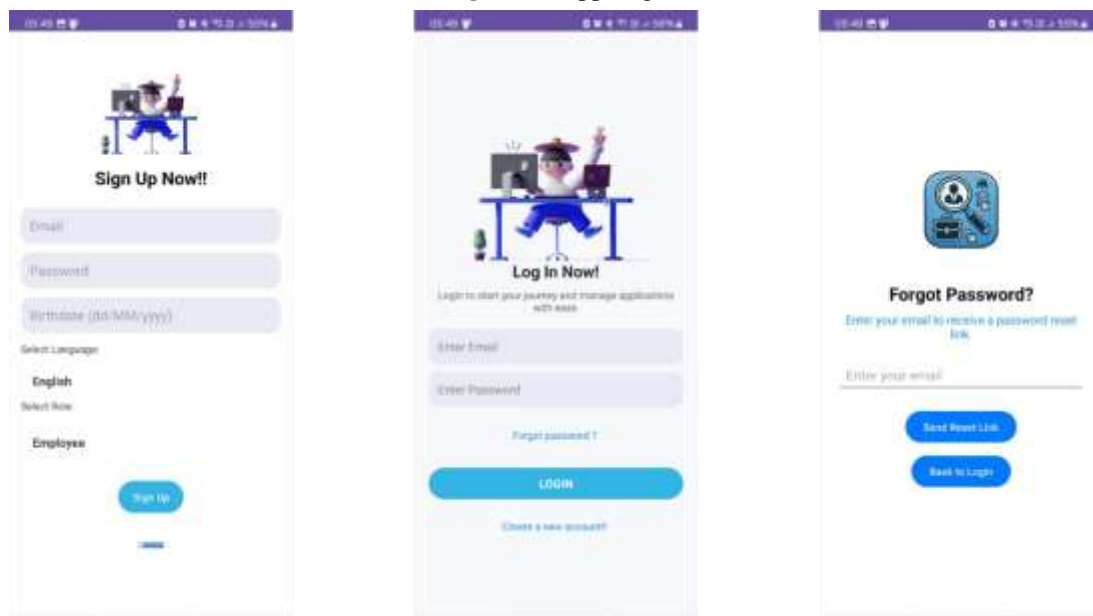 Sign Up Now!!
Email
Password
Birthdate (dd/MM/yyyy)
Select Language
English
Select Role
Employee
Sign Up
Log In Now!
Login to start your journey and manage applications
with ease
Enter Email
Enter Password
Forgot password ?
LOGIN
Create a new account!!
Forgot Password?
Enter your email to receive a password reset
link
Enter your email
Send Reset Link
Back to Login